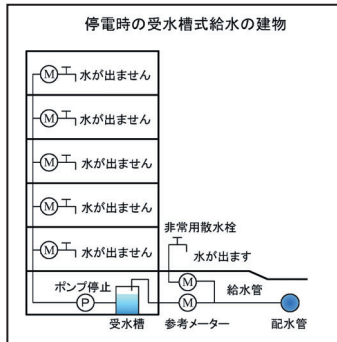 停電時の受水槽式給水の建物
M 水が出ません
M 水が出ません
M 水が出ません
M 水が出ません
非常用散水栓
M 水が出ません
水が出ます
ポンプ停止
M
給水管
P
M
受水槽
参考メーター
配水管